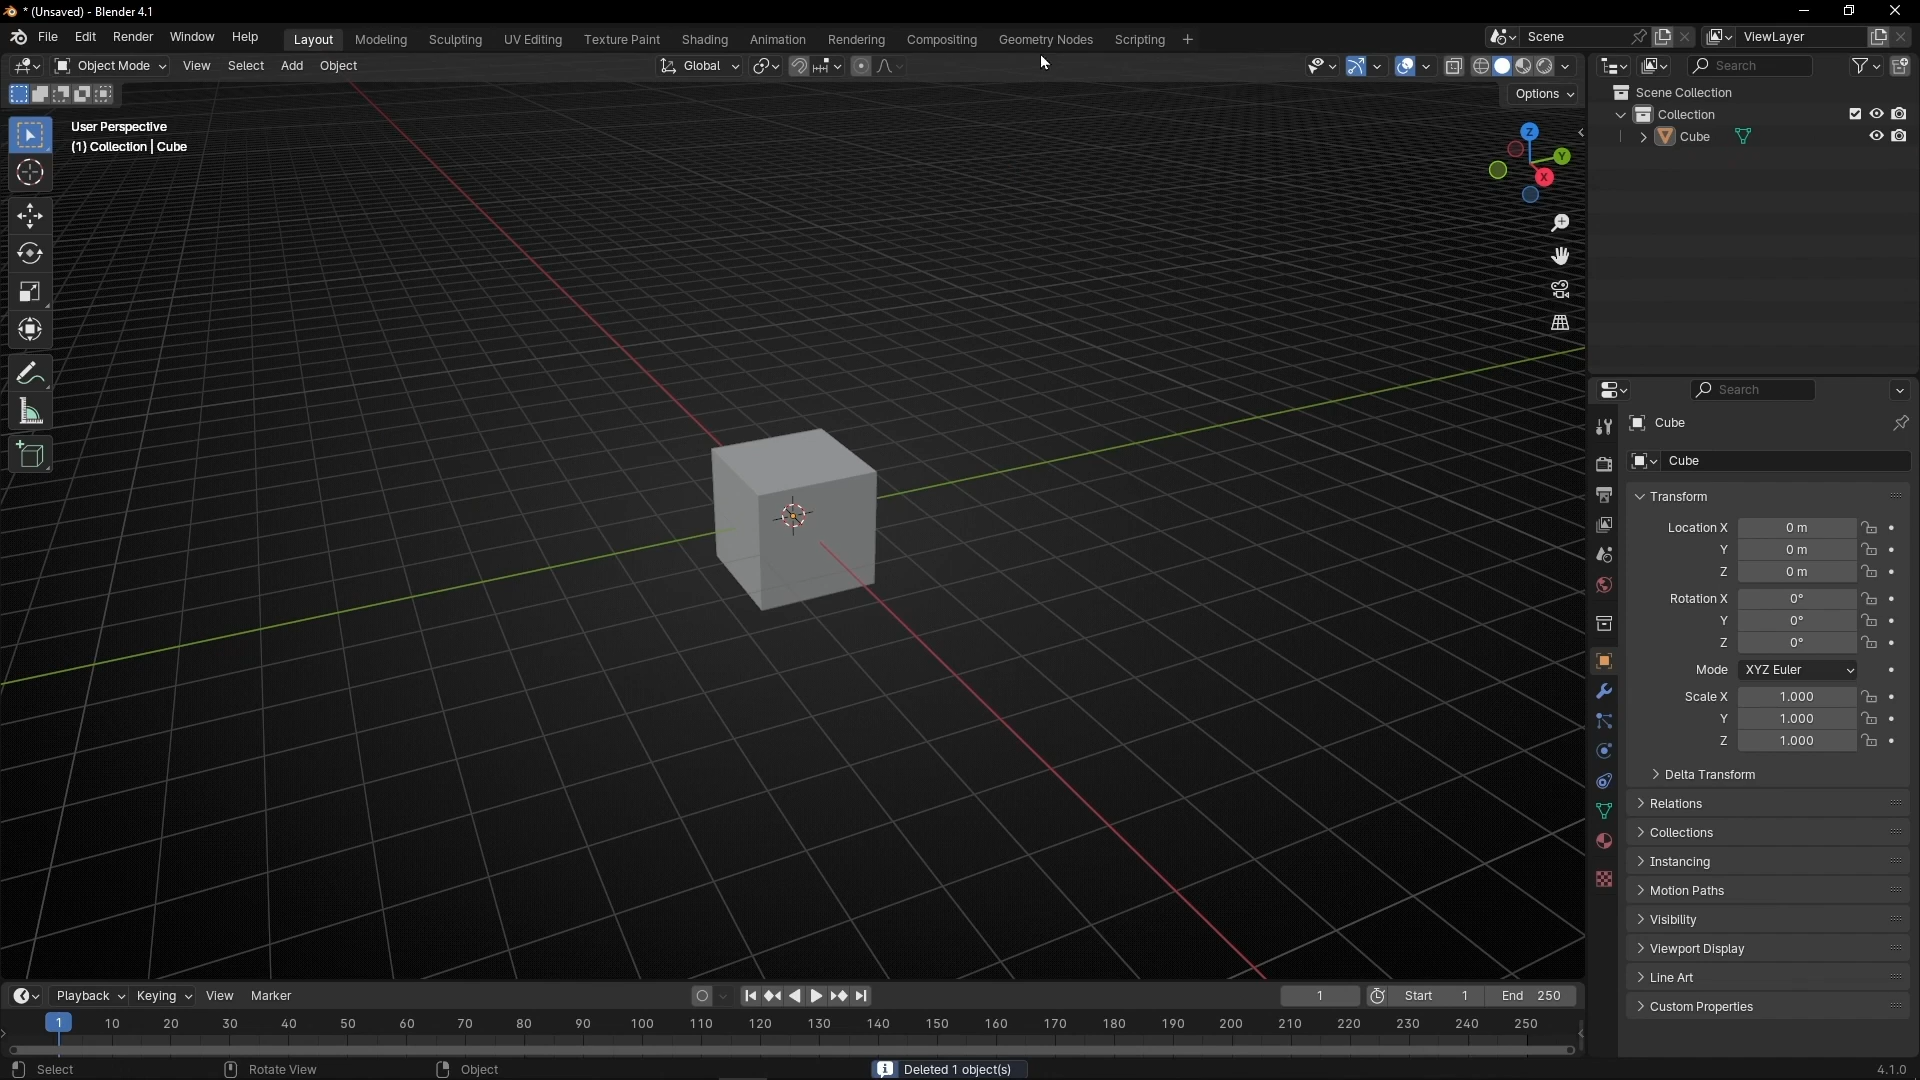 * (Unsaved) - Blender 4.1
File Edit Render Window Help Layout Modeling Sculpting UV Editing Texture Paint Shading Animation Rendering Compositing Geometry Nodes Scripting + Scene ViewLayer
Object Mode View Select Add Object Global Search
Options
User Perspective
(1) Collection | Cube
Z
Y
X
Scene Collection
Collection
Cube
Search
Cube
Cube
Transform
Location X 0 m
Y 0 m
Z 0 m
Rotation X 0°
Y 0°
Z 0°
Mode XYZ Euler
Scale X 1.000
Y 1.000
Z 1.000
Delta Transform
Relations
Collections
Instancing
Motion Paths
Visibility
Viewport Display
Line Art
Custom Properties
Playback Keying View Marker 1 Start 1 End 250
1 10 20 30 40 50 60 70 80 90 100 110 120 130 140 150 160 170 180 190 200 210 220 230 240 250
Select Rotate View Object Deleted 1 object(s) 4.1.0